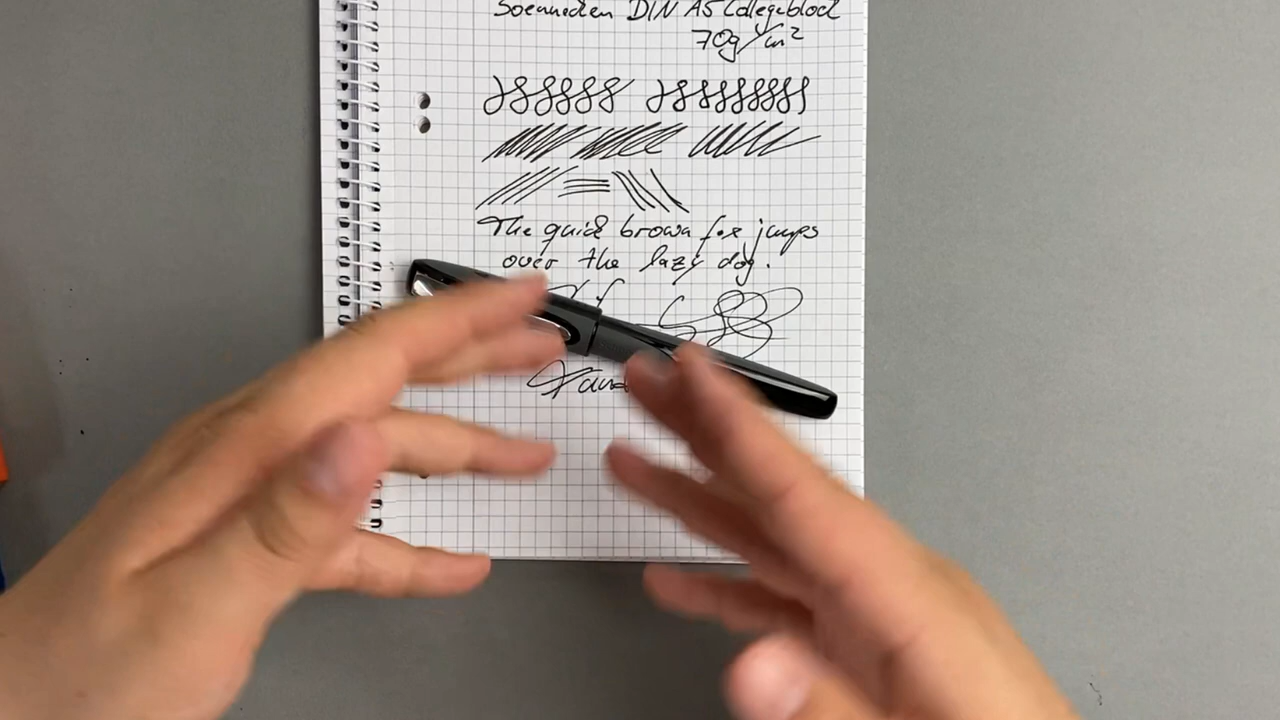 Soennecken DIN A5 Collegeblock
70g/m²
The quick brown fox jumps
over the lazy dog.